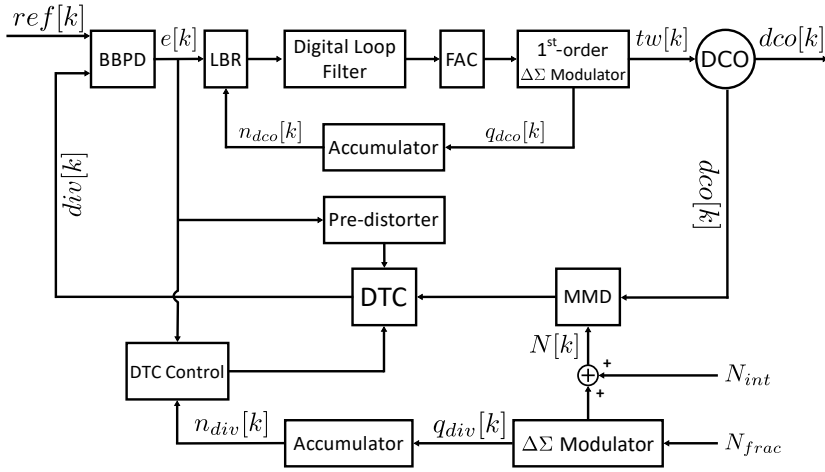 ref[k]
BBPD
e[k]
LBR
Digital Loop
Filter
FAC
1st-order
ΔΣ Modulator
tw[k]
DCO
dco[k]
n_dco[k]
Accumulator
q_dco[k]
div[k]
dco[k]
Pre-distorter
DTC
MMD
N[k]
+
+
N_int
DTC Control
n_div[k]
Accumulator
q_div[k]
ΔΣ Modulator
N_frac